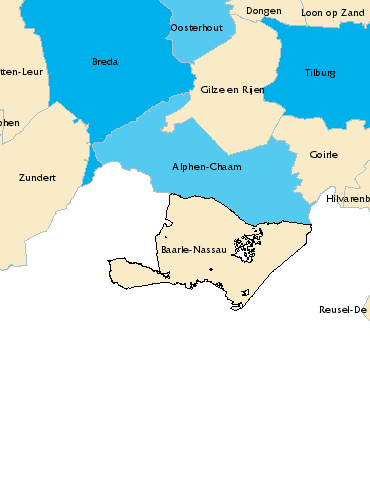 Dongen
Loon op Zand
Oosterhout
Breda
tten-Leur
Tilburg
Gilze en Rijen
phen
Goirle
Alphen-Chaam
Zundert
Hilvarenb
Baarle-Nassau
Reusel-De